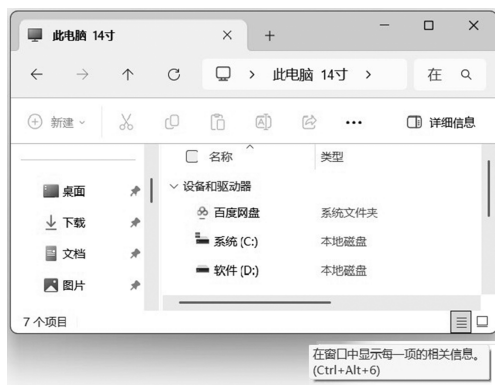 此电脑 14寸
此电脑 14寸
在
新建
详细信息
名称
类型
设备和驱动器
桌面
百度网盘
系统文件夹
下载
系统 (C:)
本地磁盘
文档
软件 (D:)
本地磁盘
图片
7 个项目
在窗口中显示每一项的相关信息。
(Ctrl+Alt+6)